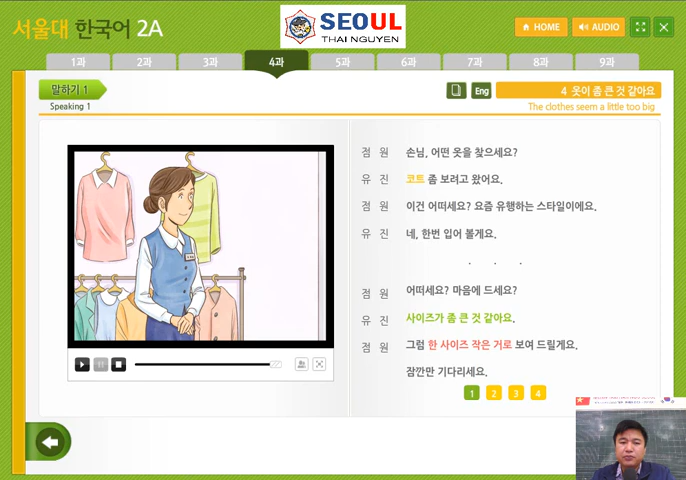 서울대 한국어 2A
SEOUL
THAI NGUYEN
HOME
AUDIO
1과
2과
3과
4과
5과
6과
7과
8과
9과
말하기 1
Speaking 1
Eng
4 옷이 좀 큰 것 같아요
The clothes seem a little too big
점 원 손님, 어떤 옷을 찾으세요?
유 진 코트 좀 보려고 왔어요.
점 원 이건 어떠세요? 요즘 유행하는 스타일이에요.
유 진 네, 한번 입어 볼게요.
. . .
점 원 어떠세요? 마음에 드세요?
유 진 사이즈가 좀 큰 것 같아요.
점 원 그럼 한 사이즈 작은 거로 보여 드릴게요.
잠깐만 기다리세요.
1 2 3 4